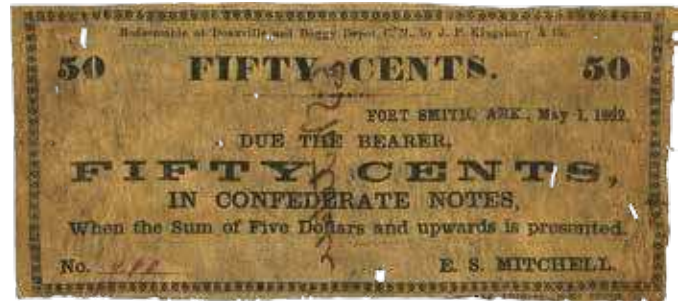 Redeemable at Doaksville and Boggy Depot, C. N., by J. P. Kingsbury & Co.
50 FIFTY CENTS. 50
FORT SMITH, ARK., May 1, 1862.
DUE THE BEARER,
FIFTY CENTS,
IN CONFEDERATE NOTES,
When the Sum of Five Dollars and upwards is presented.
No. E. S. MITCHELL.